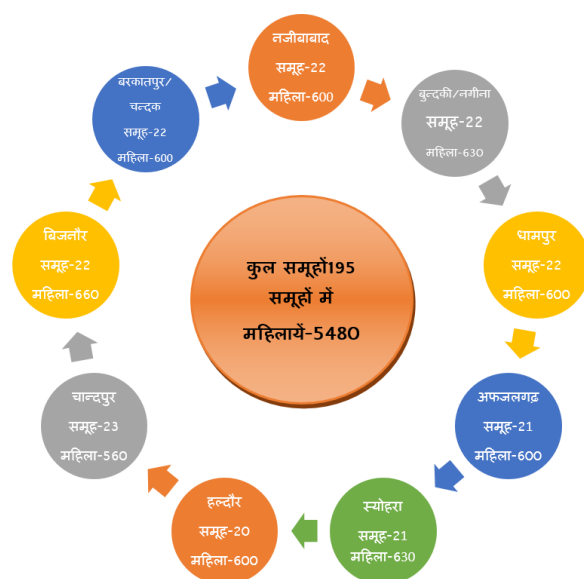 नजीबाबाद
समूह-22
महिला-600
बुन्दकी/नगीना
समूह-22
महिला-630
धामपुर
समूह-22
महिला-600
अफजलगढ़
समूह-21
महिला-600
स्योहरा
समूह-21
महिला-630
हल्दौर
समूह-20
महिला-600
चान्दपुर
समूह-23
महिला-560
बिजनौर
समूह-22
महिला-660
बरकातपुर/
चन्दक
समूह-22
महिला-600
कुल समूहों195
समूहों में
महिलायें-5480